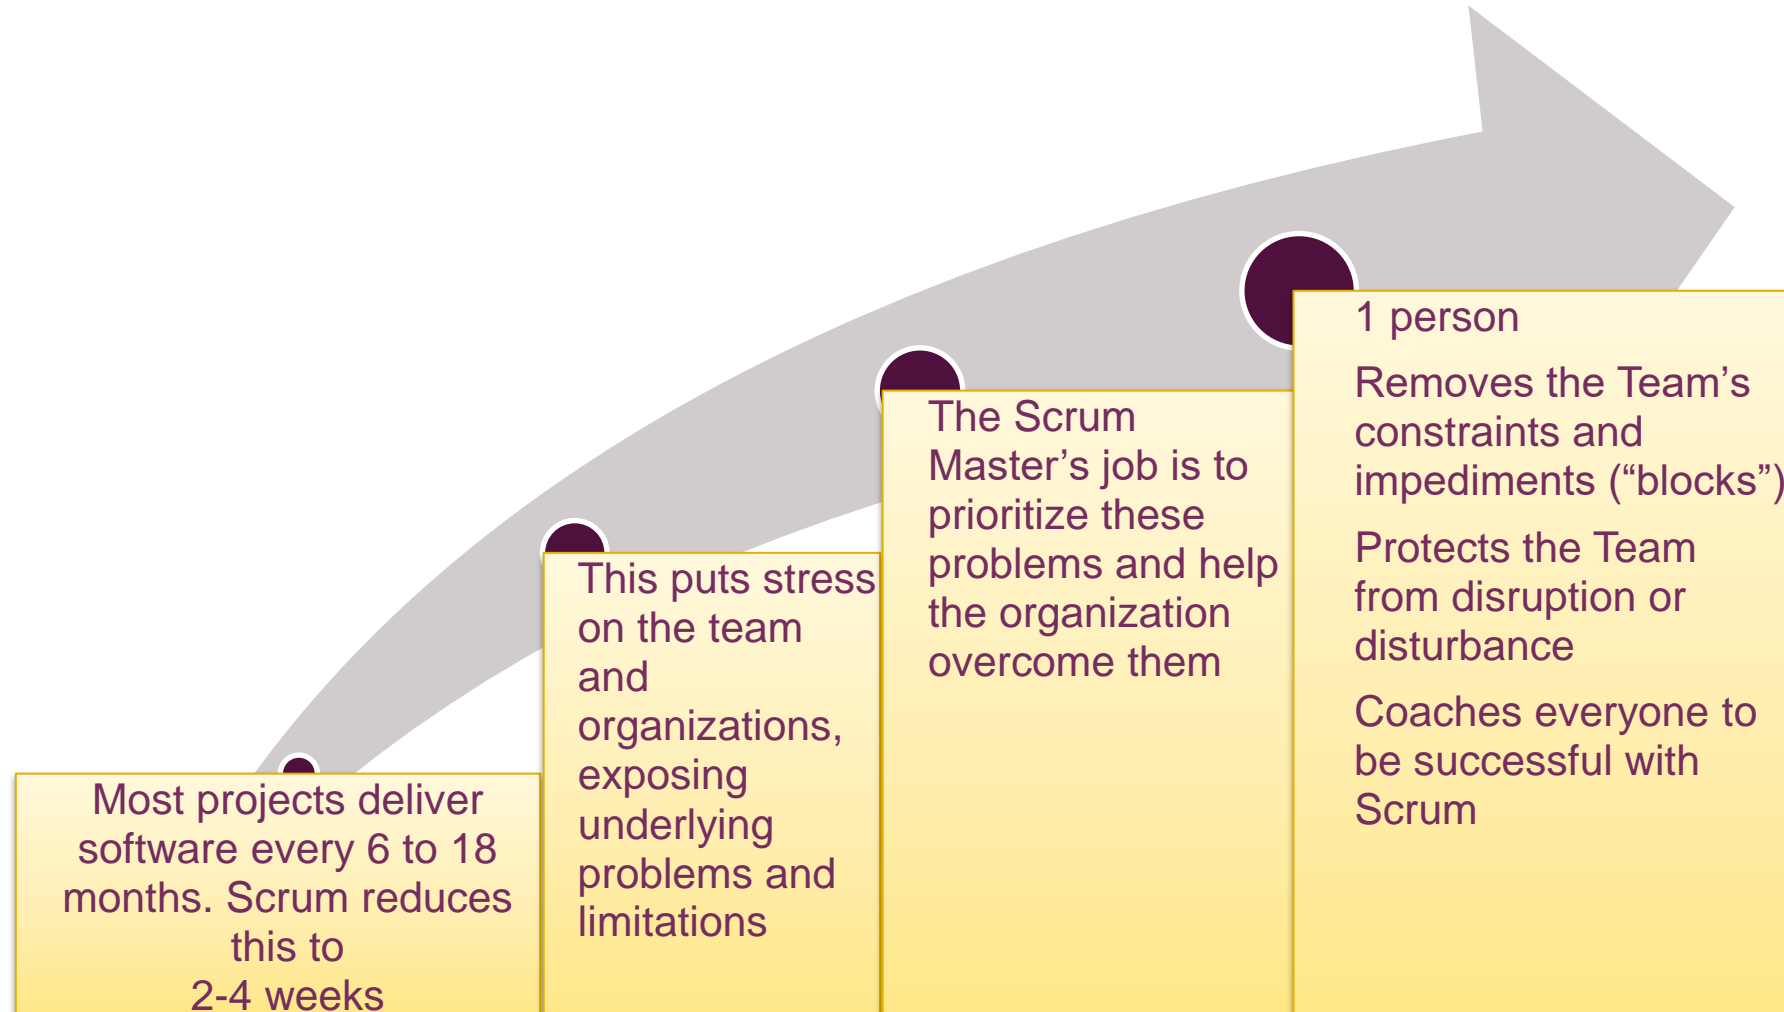 Most projects deliver
software every 6 to 18
months. Scrum reduces
this to
2-4 weeks
This puts stress
on the team
and
organizations,
exposing
underlying
problems and
limitations
The Scrum
Master’s job is to
prioritize these
problems and help
the organization
overcome them
1 person
Removes the Team’s
constraints and
impediments (“blocks”)
Protects the Team
from disruption or
disturbance
Coaches everyone to
be successful with
Scrum